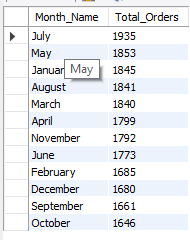 Month_Name Total_Orders
July 1935
May 1853
Januar 1845
May
August 1841
March 1840
April 1799
November 1792
June 1773
February 1685
December 1680
September 1661
October 1646